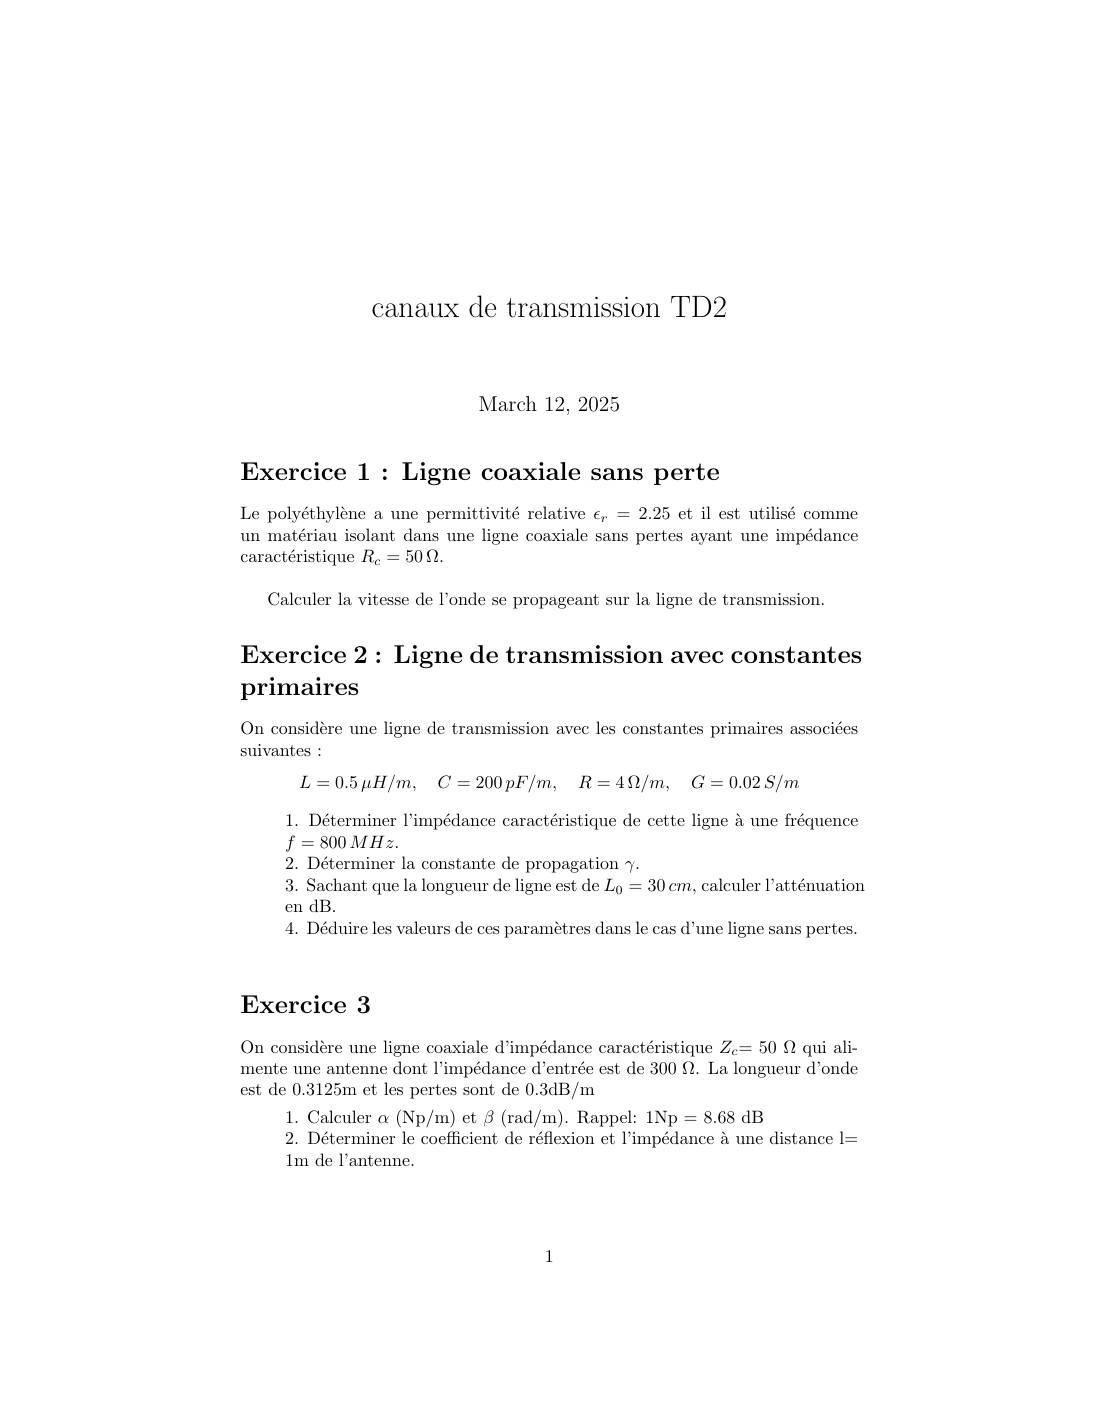 canaux de transmission TD2
March 12, 2025
Exercice 1 : Ligne coaxiale sans perte
Le polyéthylène a une permittivité relative ϵr = 2.25 et il est utilisé comme
un matériau isolant dans une ligne coaxiale sans pertes ayant une impédance
caractéristique Rc = 50 Ω.
Calculer la vitesse de l'onde se propageant sur la ligne de transmission.
Exercice 2 : Ligne de transmission avec constantes
primaires
On considère une ligne de transmission avec les constantes primaires associées
suivantes :
L = 0.5 μH/m, C = 200 pF/m, R = 4 Ω/m, G = 0.02 S/m
1. Déterminer l'impédance caractéristique de cette ligne à une fréquence
f = 800 MHz.
2. Déterminer la constante de propagation γ.
3. Sachant que la longueur de ligne est de L0 = 30 cm, calculer l'atténuation
en dB.
4. Déduire les valeurs de ces paramètres dans le cas d'une ligne sans pertes.
Exercice 3
On considère une ligne coaxiale d'impédance caractéristique Zc= 50 Ω qui ali-
mente une antenne dont l'impédance d'entrée est de 300 Ω. La longueur d'onde
est de 0.3125m et les pertes sont de 0.3dB/m
1. Calculer α (Np/m) et β (rad/m). Rappel: 1Np = 8.68 dB
2. Déterminer le coefficient de réflexion et l'impédance à une distance l=
1m de l'antenne.
1